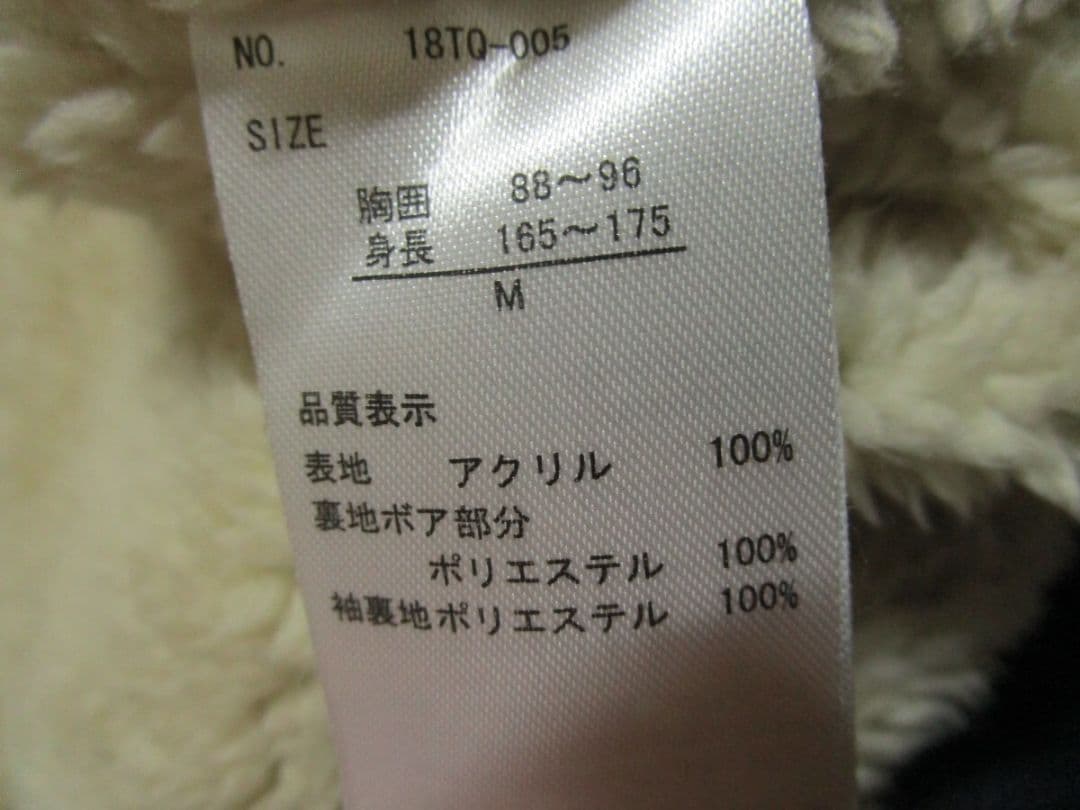 NO. 18TQ-005
SIZE
胸囲 88～96
身長 165～175
M
品質表示
表地 アクリル 100%
裏地ボア部分
ポリエステル 100%
袖裏地ポリエステル 100%